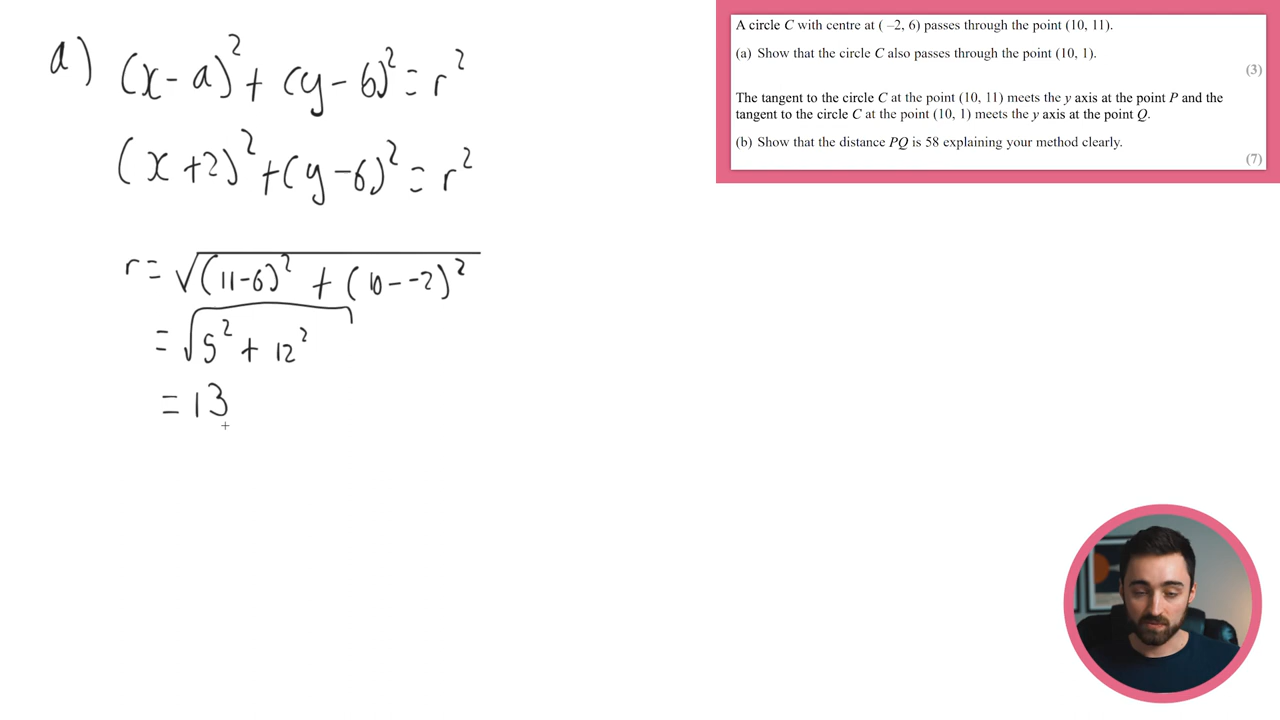 a) (x-a)² + (y-6)² = r²
(x+2)² + (y-6)² = r²
r = √(11-6)² + (10--2)²
= √5² + 12²
= 13
A circle C with centre at ( –2, 6) passes through the point (10, 11).
(a) Show that the circle C also passes through the point (10, 1).
(3)
The tangent to the circle C at the point (10, 11) meets the y axis at the point P and the
tangent to the circle C at the point (10, 1) meets the y axis at the point Q.
(b) Show that the distance PQ is 58 explaining your method clearly.
(7)